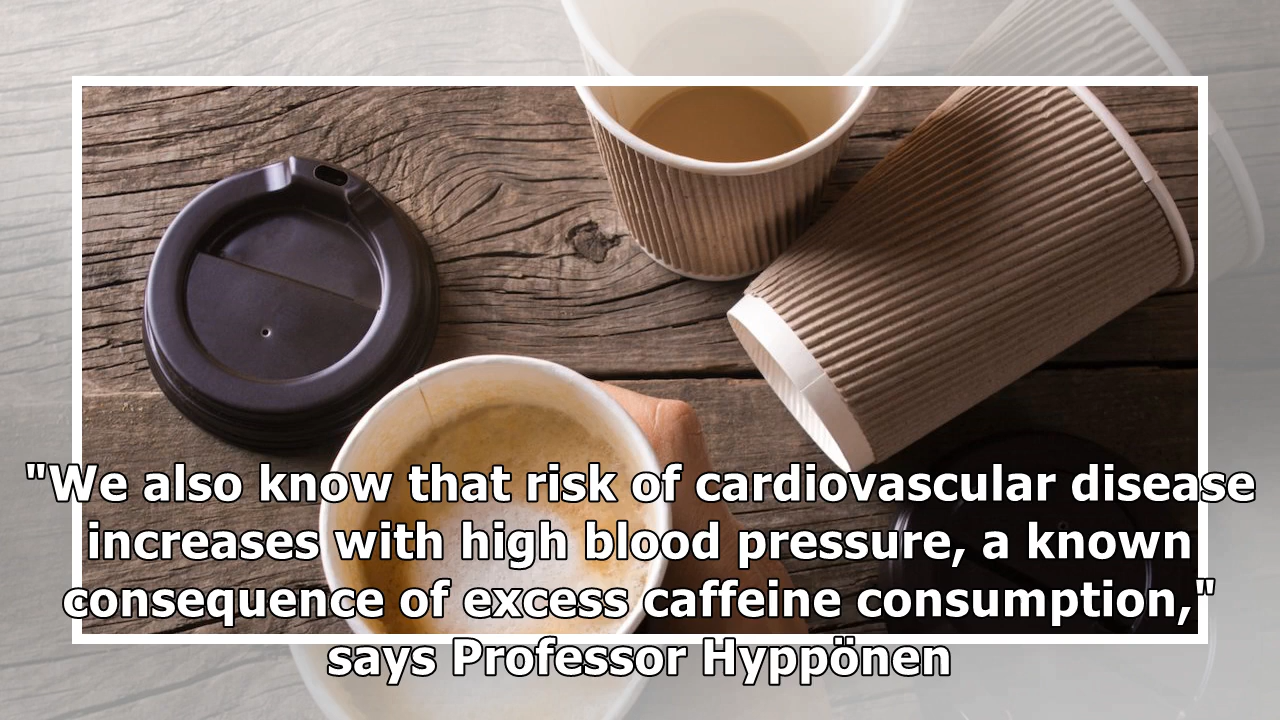 "We also know that risk of cardiovascular disease
increases with high blood pressure, a known
consequence of excess caffeine consumption,"
says Professor Hyppönen